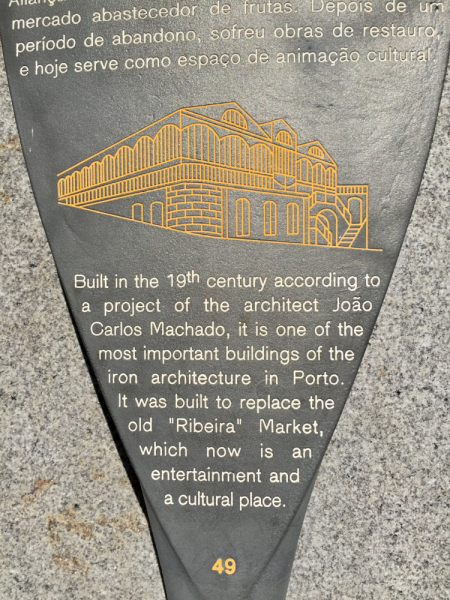 mercado abastecedor de frutas. Depois de um
período de abandono, sofreu obras de restauro,
e hoje serve como espaço de animação cultural.
Built in the 19th century according to
a project of the architect João
Carlos Machado, it is one of the
most important buildings of the
iron architecture in Porto.
It was built to replace the
old "Ribeira" Market,
which now is an
entertainment and
a cultural place.
49